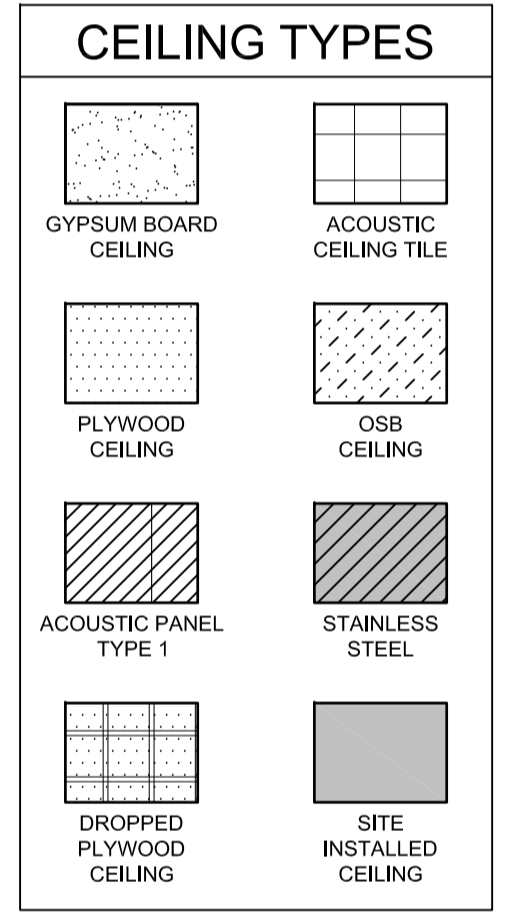 CEILING TYPES
GYPSUM BOARD
CEILING
ACOUSTIC
CEILING TILE
PLYWOOD
CEILING
OSB
CEILING
ACOUSTIC PANEL
TYPE 1
STAINLESS
STEEL
DROPPED
PLYWOOD
CEILING
SITE
INSTALLED
CEILING